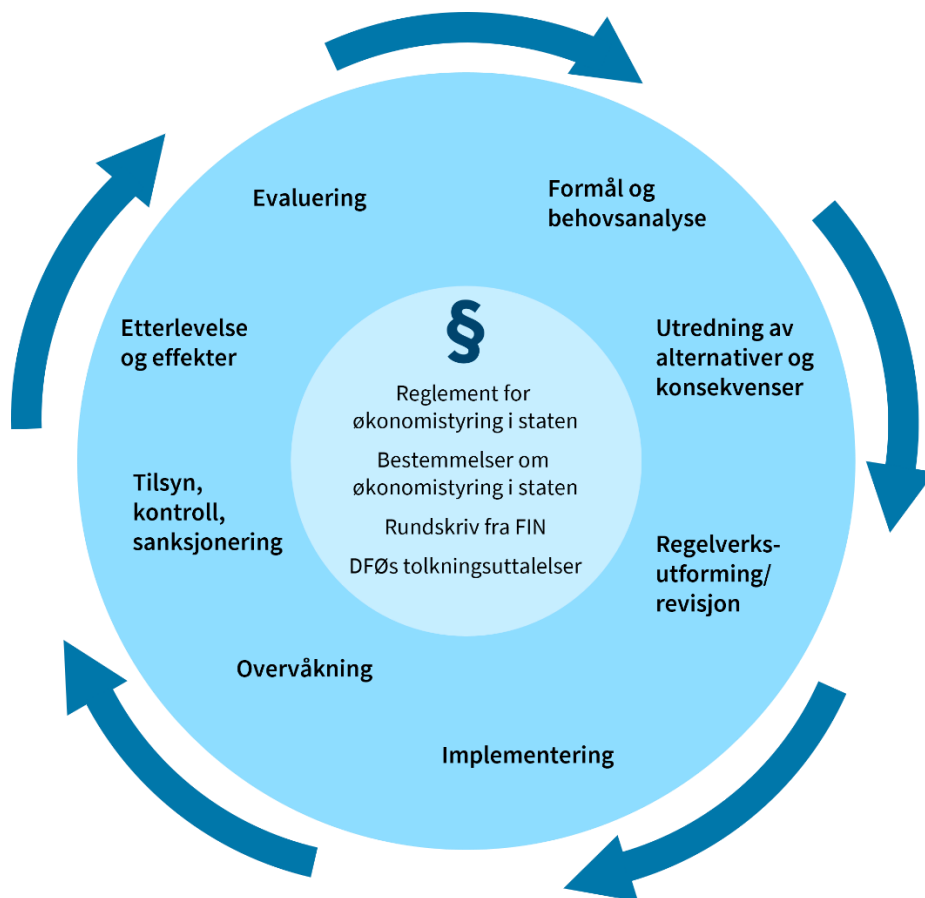 Evaluering
Formål og
behovsanalyse
Etterlevelse
og effekter
Utredning av
alternativer og
konsekvenser
§
Reglement for
økonomistyring i staten
Bestemmelser om
økonomistyring i staten
Rundskriv fra FIN
DFØs tolkningsuttalelser
Tilsyn,
kontroll,
sanksjonering
Regelverks-
utforming/
revisjon
Overvåkning
Implementering